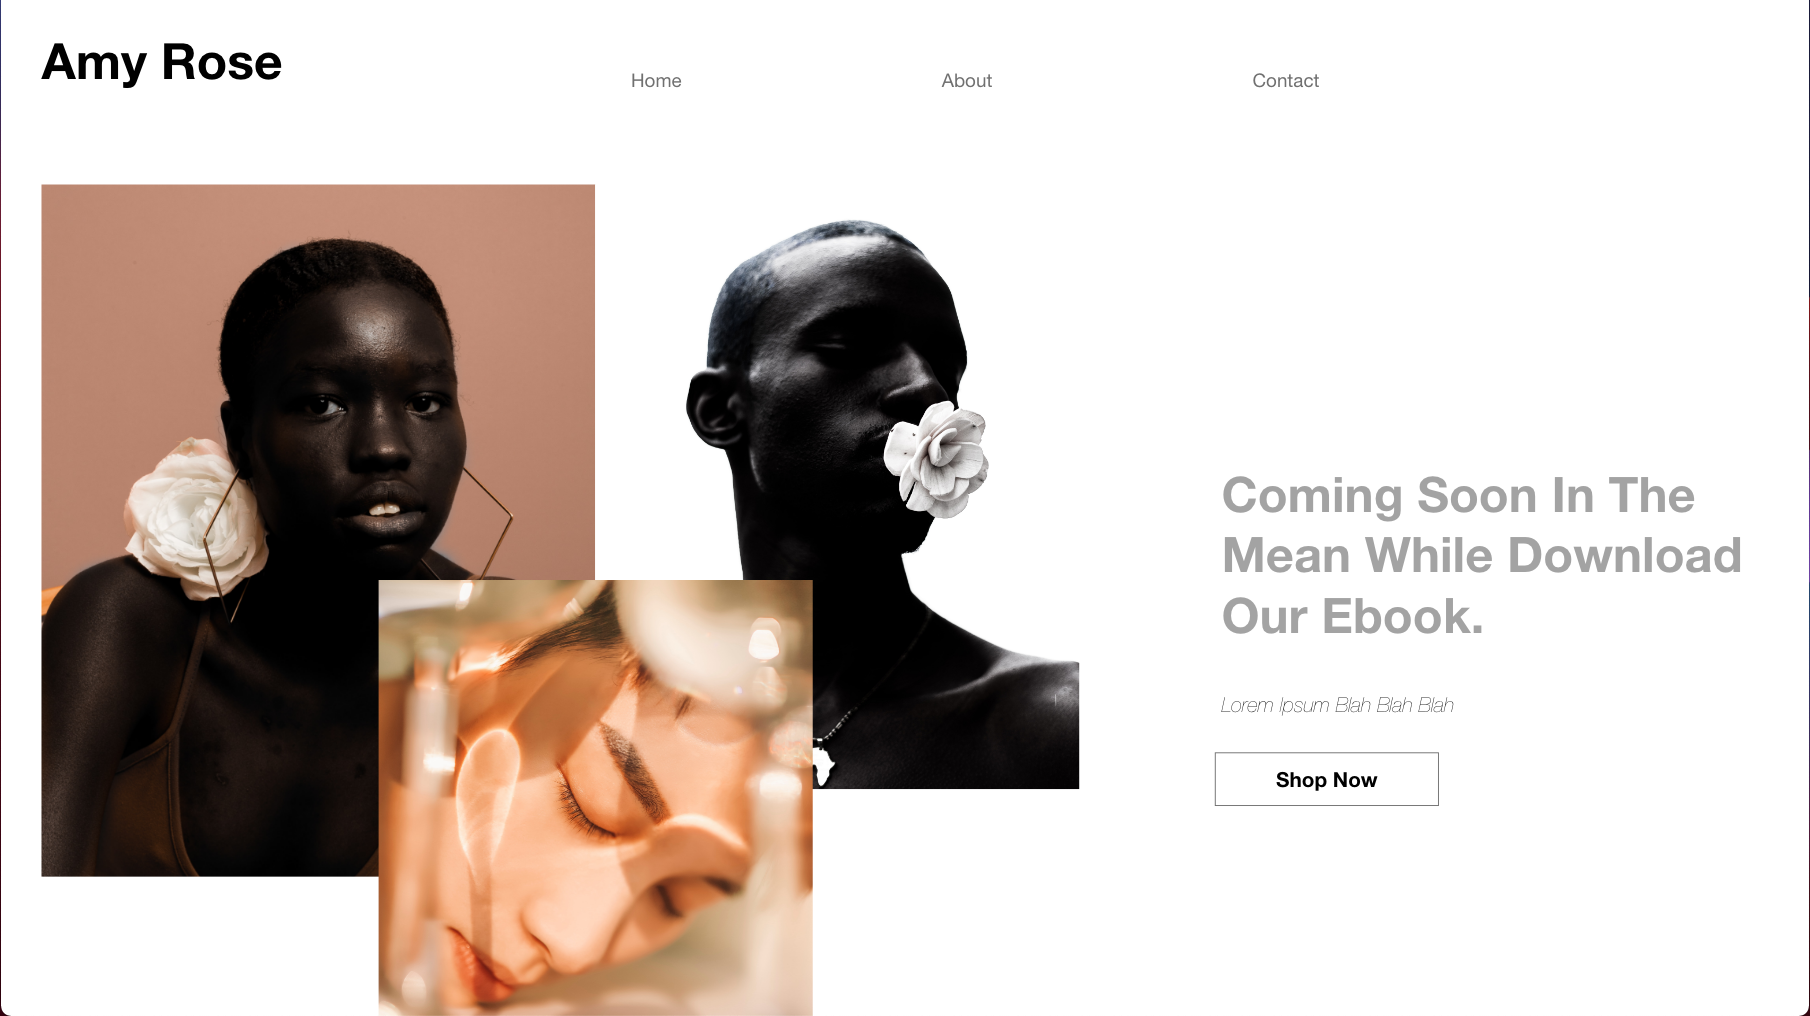 Amy Rose
Home
About
Contact
Coming Soon In The
Mean While Download
Our Ebook.
Lorem Ipsum Blah Blah Blah
Shop Now